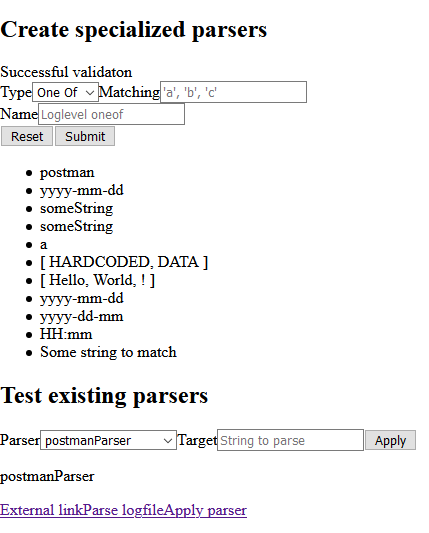 Create specialized parsers
Successful validaton
Type One Of Matching 'a', 'b', 'c'
Name Loglevel oneof
Reset Submit
postman
yyyy-mm-dd
someString
someString
a
[ HARDCODED, DATA ]
[ Hello, World, ! ]
yyyy-mm-dd
yyyy-dd-mm
HH:mm
Some string to match
Test existing parsers
Parser postmanParser Target String to parse Apply
postmanParser
External linkParse logfileApply parser